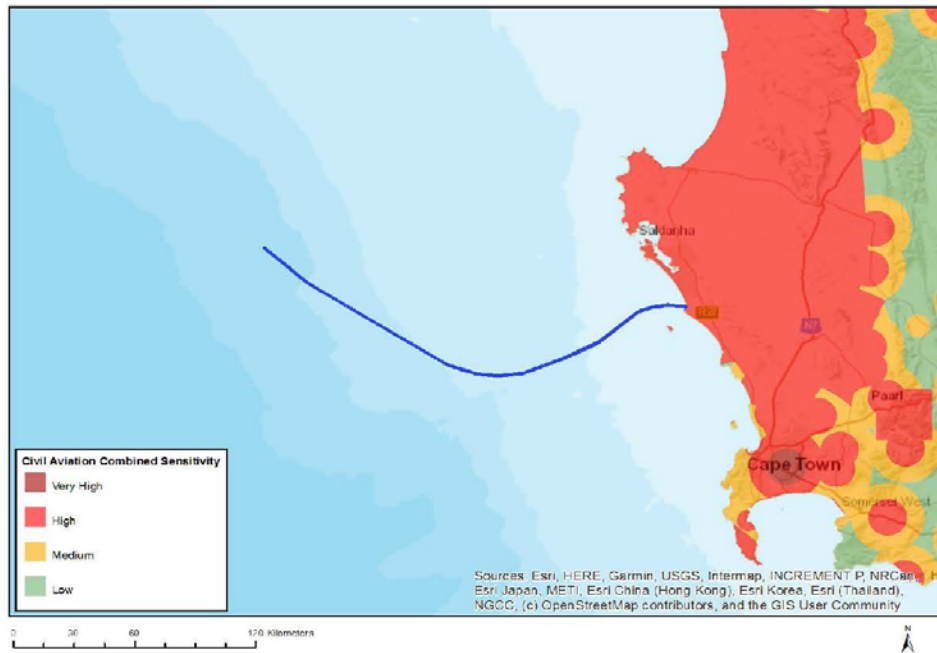 Saldanha
R27
N7
Paarl
Cape Town
Somerset West
Civil Aviation Combined Sensitivity
Very High
High
Medium
Low
Sources: Esri, HERE, Garmin, USGS, Intermap, INCREMENT P, NRCan,
Esri Japan, METI, Esri China (Hong Kong), Esri Korea, Esri (Thailand),
NGCC, (c) OpenStreetMap contributors, and the GIS User Community
0 30 60 120 Kilometers
N